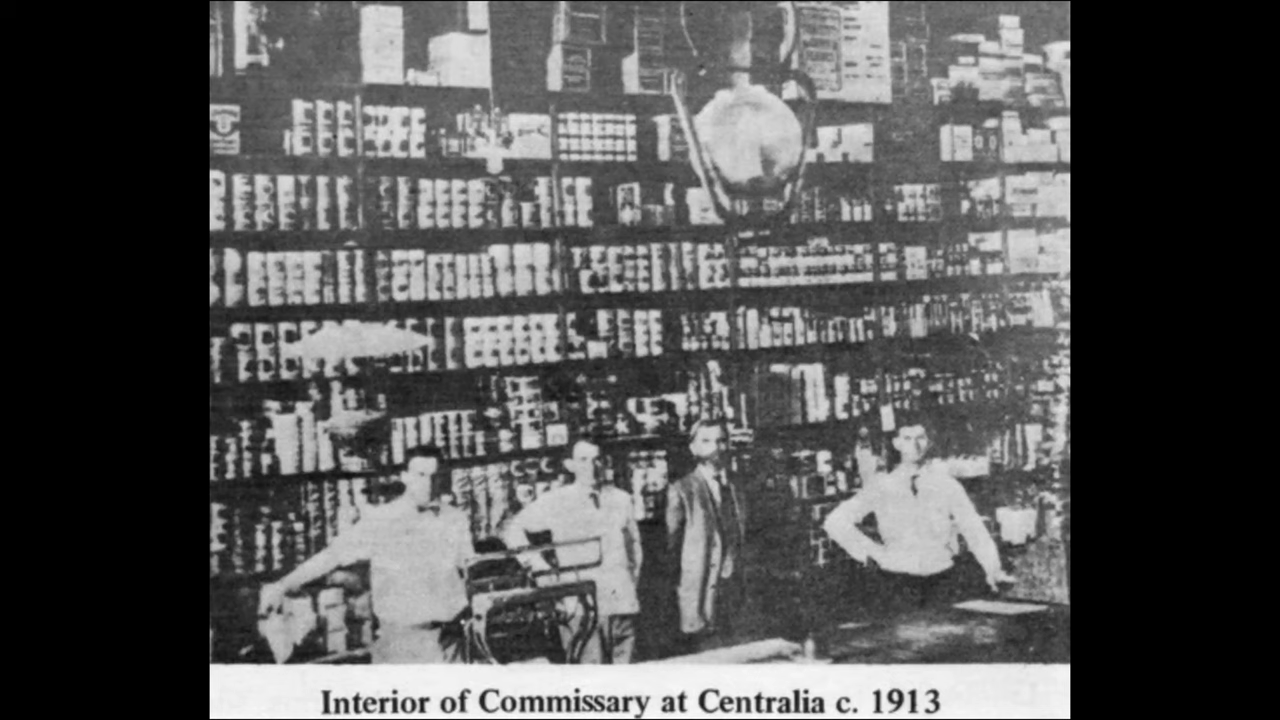 Interior of Commissary at Centralia c. 1913